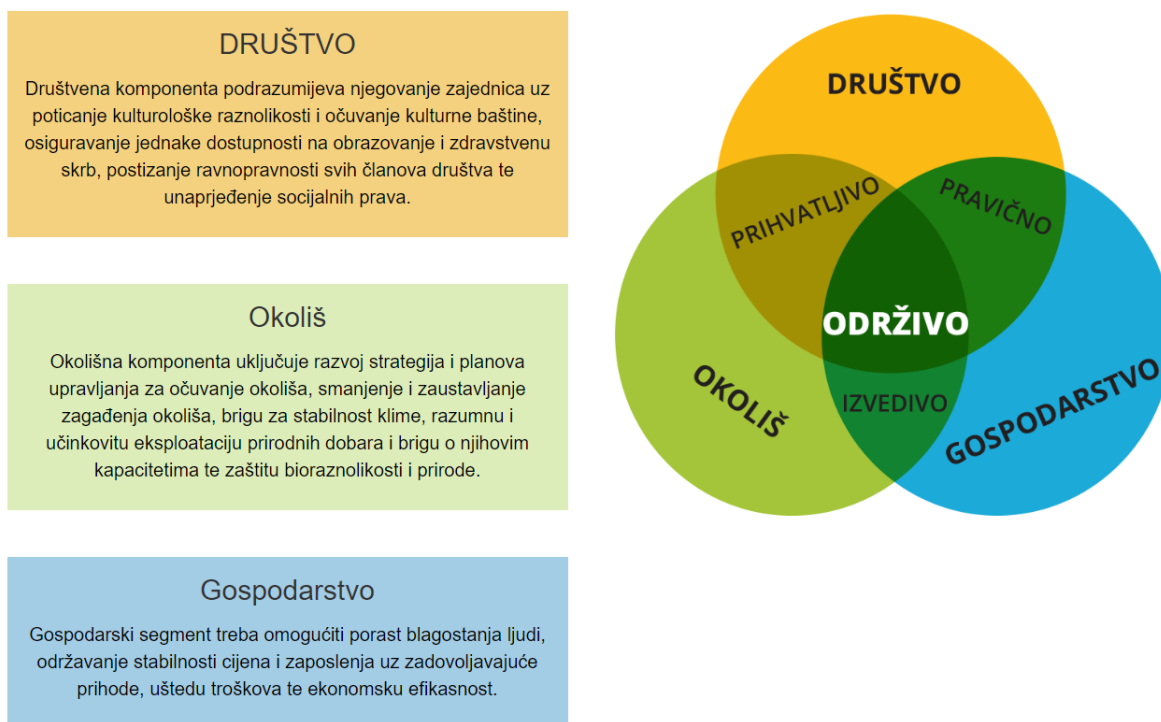 DRUŠTVO
Društvena komponenta podrazumijeva njegovanje zajednica uz
poticanje kulturološke raznolikosti i očuvanje kulturne baštine,
osiguravanje jednake dostupnosti na obrazovanje i zdravstvenu
skrb, postizanje ravnopravnosti svih članova društva te
unaprjeđenje socijalnih prava.
Okoliš
Okolišna komponenta uključuje razvoj strategija i planova
upravljanja za očuvanje okoliša, smanjenje i zaustavljanje
zagađenja okoliša, brigu za stabilnost klime, razumnu i
učinkovitu eksploataciju prirodnih dobara i brigu o njihovim
kapacitetima te zaštitu bioraznolikosti i prirode.
Gospodarstvo
Gospodarski segment treba omogućiti porast blagostanja ljudi,
održavanje stabilnosti cijena i zaposlenja uz zadovoljavajuće
prihode, uštedu troškova te ekonomsku efikasnost.
DRUŠTVO
PRIHVATLJIVO
PRAVIČNO
ODRŽIVO
OKOLIŠ
IZVEDIVO
GOSPODARSTVO